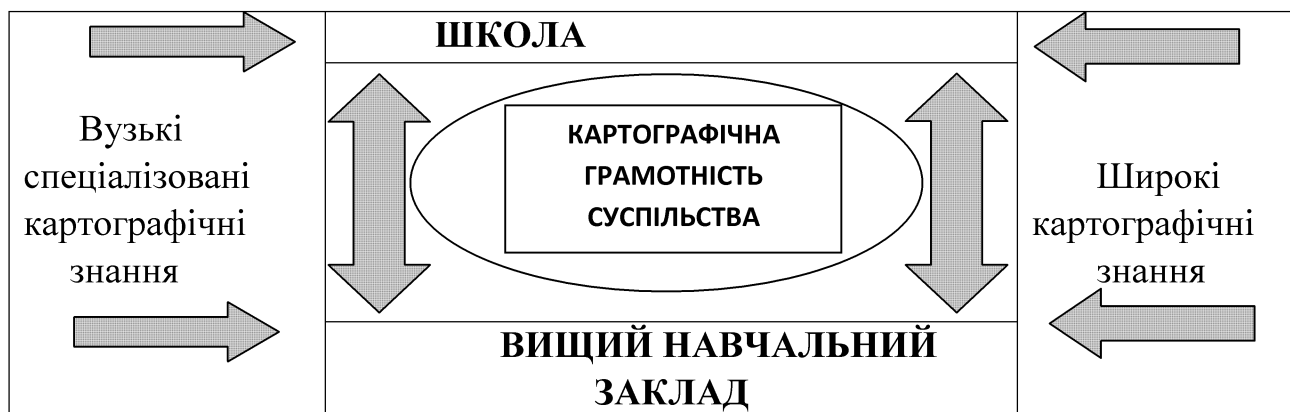 ШКОЛА
Вузькі
спеціалізовані
картографічні
знання
КАРТОГРАФІЧНА
ГРАМОТНІСТЬ
СУСПІЛЬСТВА
Широкі
картографічні
знання
ВИЩИЙ НАВЧАЛЬНИЙ
ЗАКЛАД